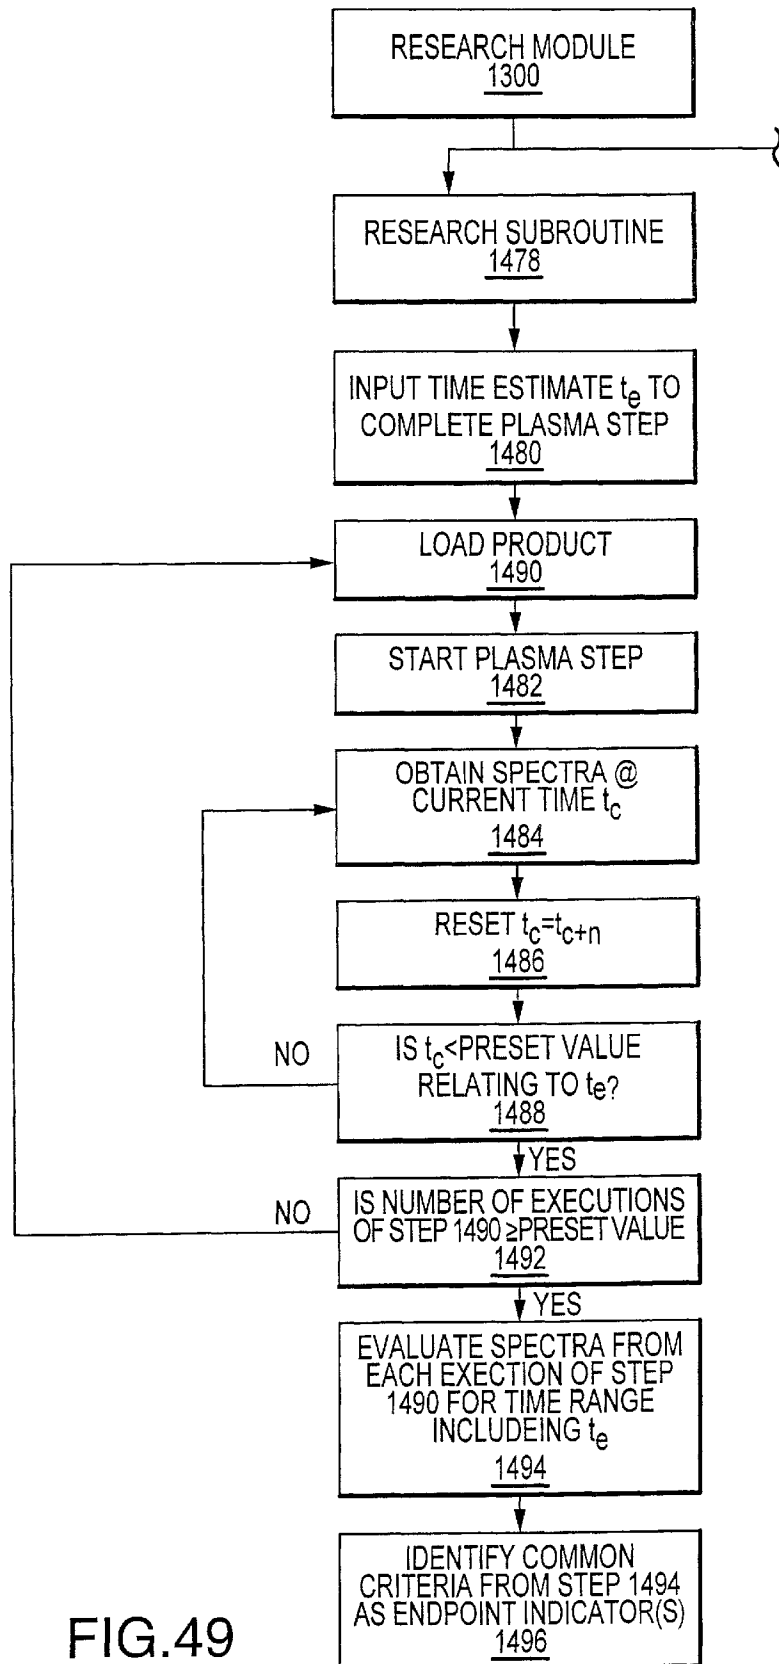 RESEARCH MODULE
1300
RESEARCH SUBROUTINE
1478
INPUT TIME ESTIMATE te TO
COMPLETE PLASMA STEP
1480
LOAD PRODUCT
1490
START PLASMA STEP
1482
OBTAIN SPECTRA @
CURRENT TIME tc
1484
RESET tc=tc+n
1486
NO
IS tc<PRESET VALUE
RELATING TO te?
1488
YES
NO
IS NUMBER OF EXECUTIONS
OF STEP 1490 ≥PRESET VALUE
1492
YES
EVALUATE SPECTRA FROM
EACH EXECTION OF STEP
1490 FOR TIME RANGE
INCLUDEING te
1494
IDENTIFY COMMON
CRITERIA FROM STEP 1494
AS ENDPOINT INDICATOR(S)
1496
FIG.49